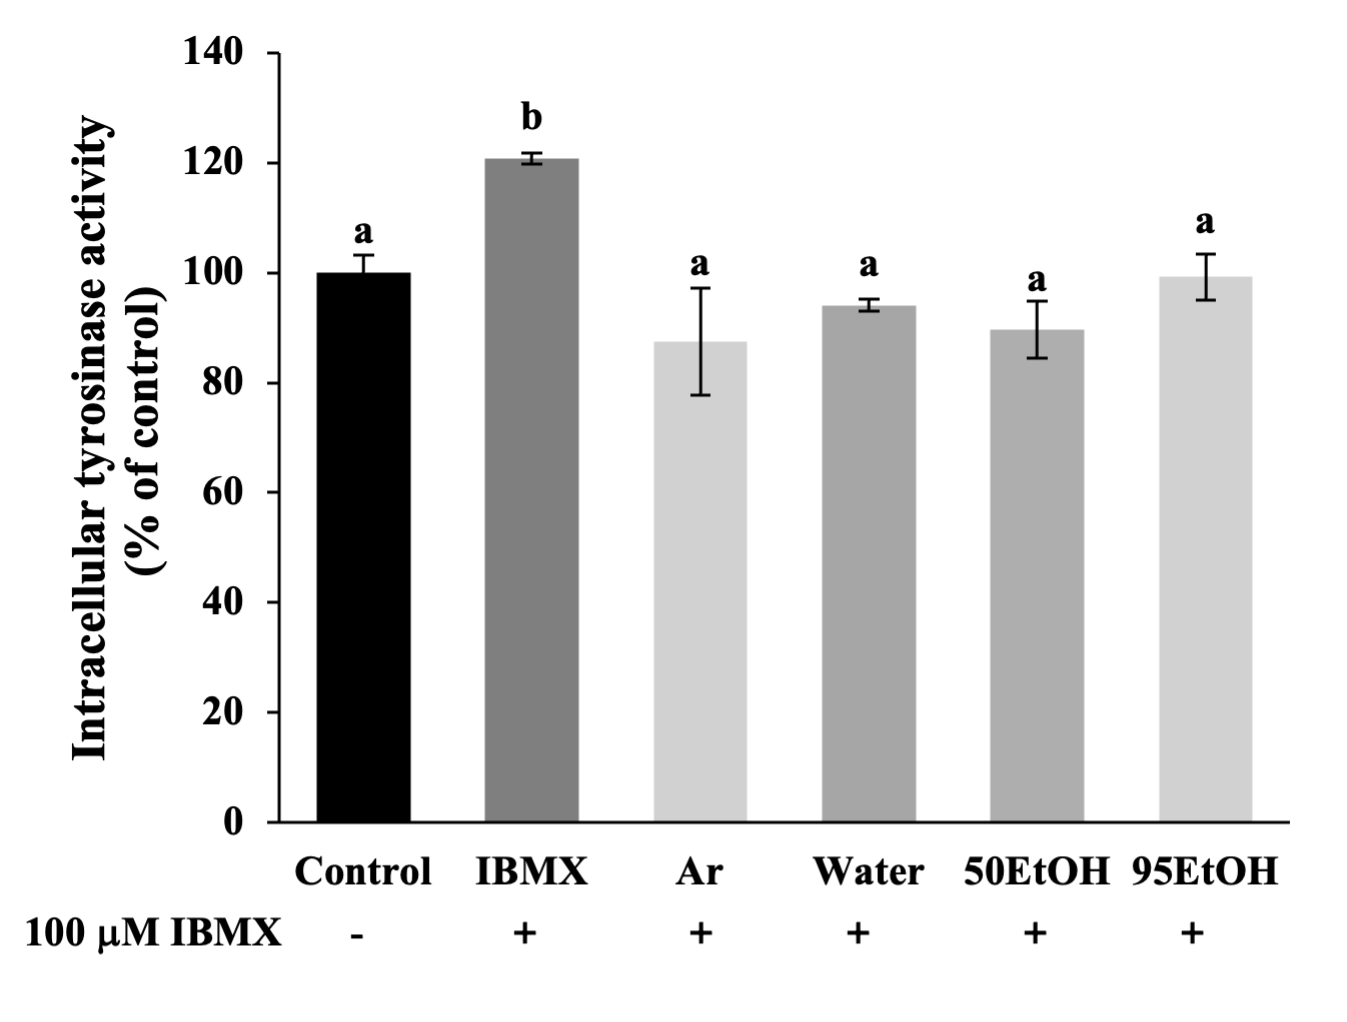 Intracellular tyrosinase activity
(% of control)
140
120
100
80
60
40
20
0
a
b
a
a
a
a
Control IBMX Ar Water 50EtOH 95EtOH
100 μM IBMX - + + + + +